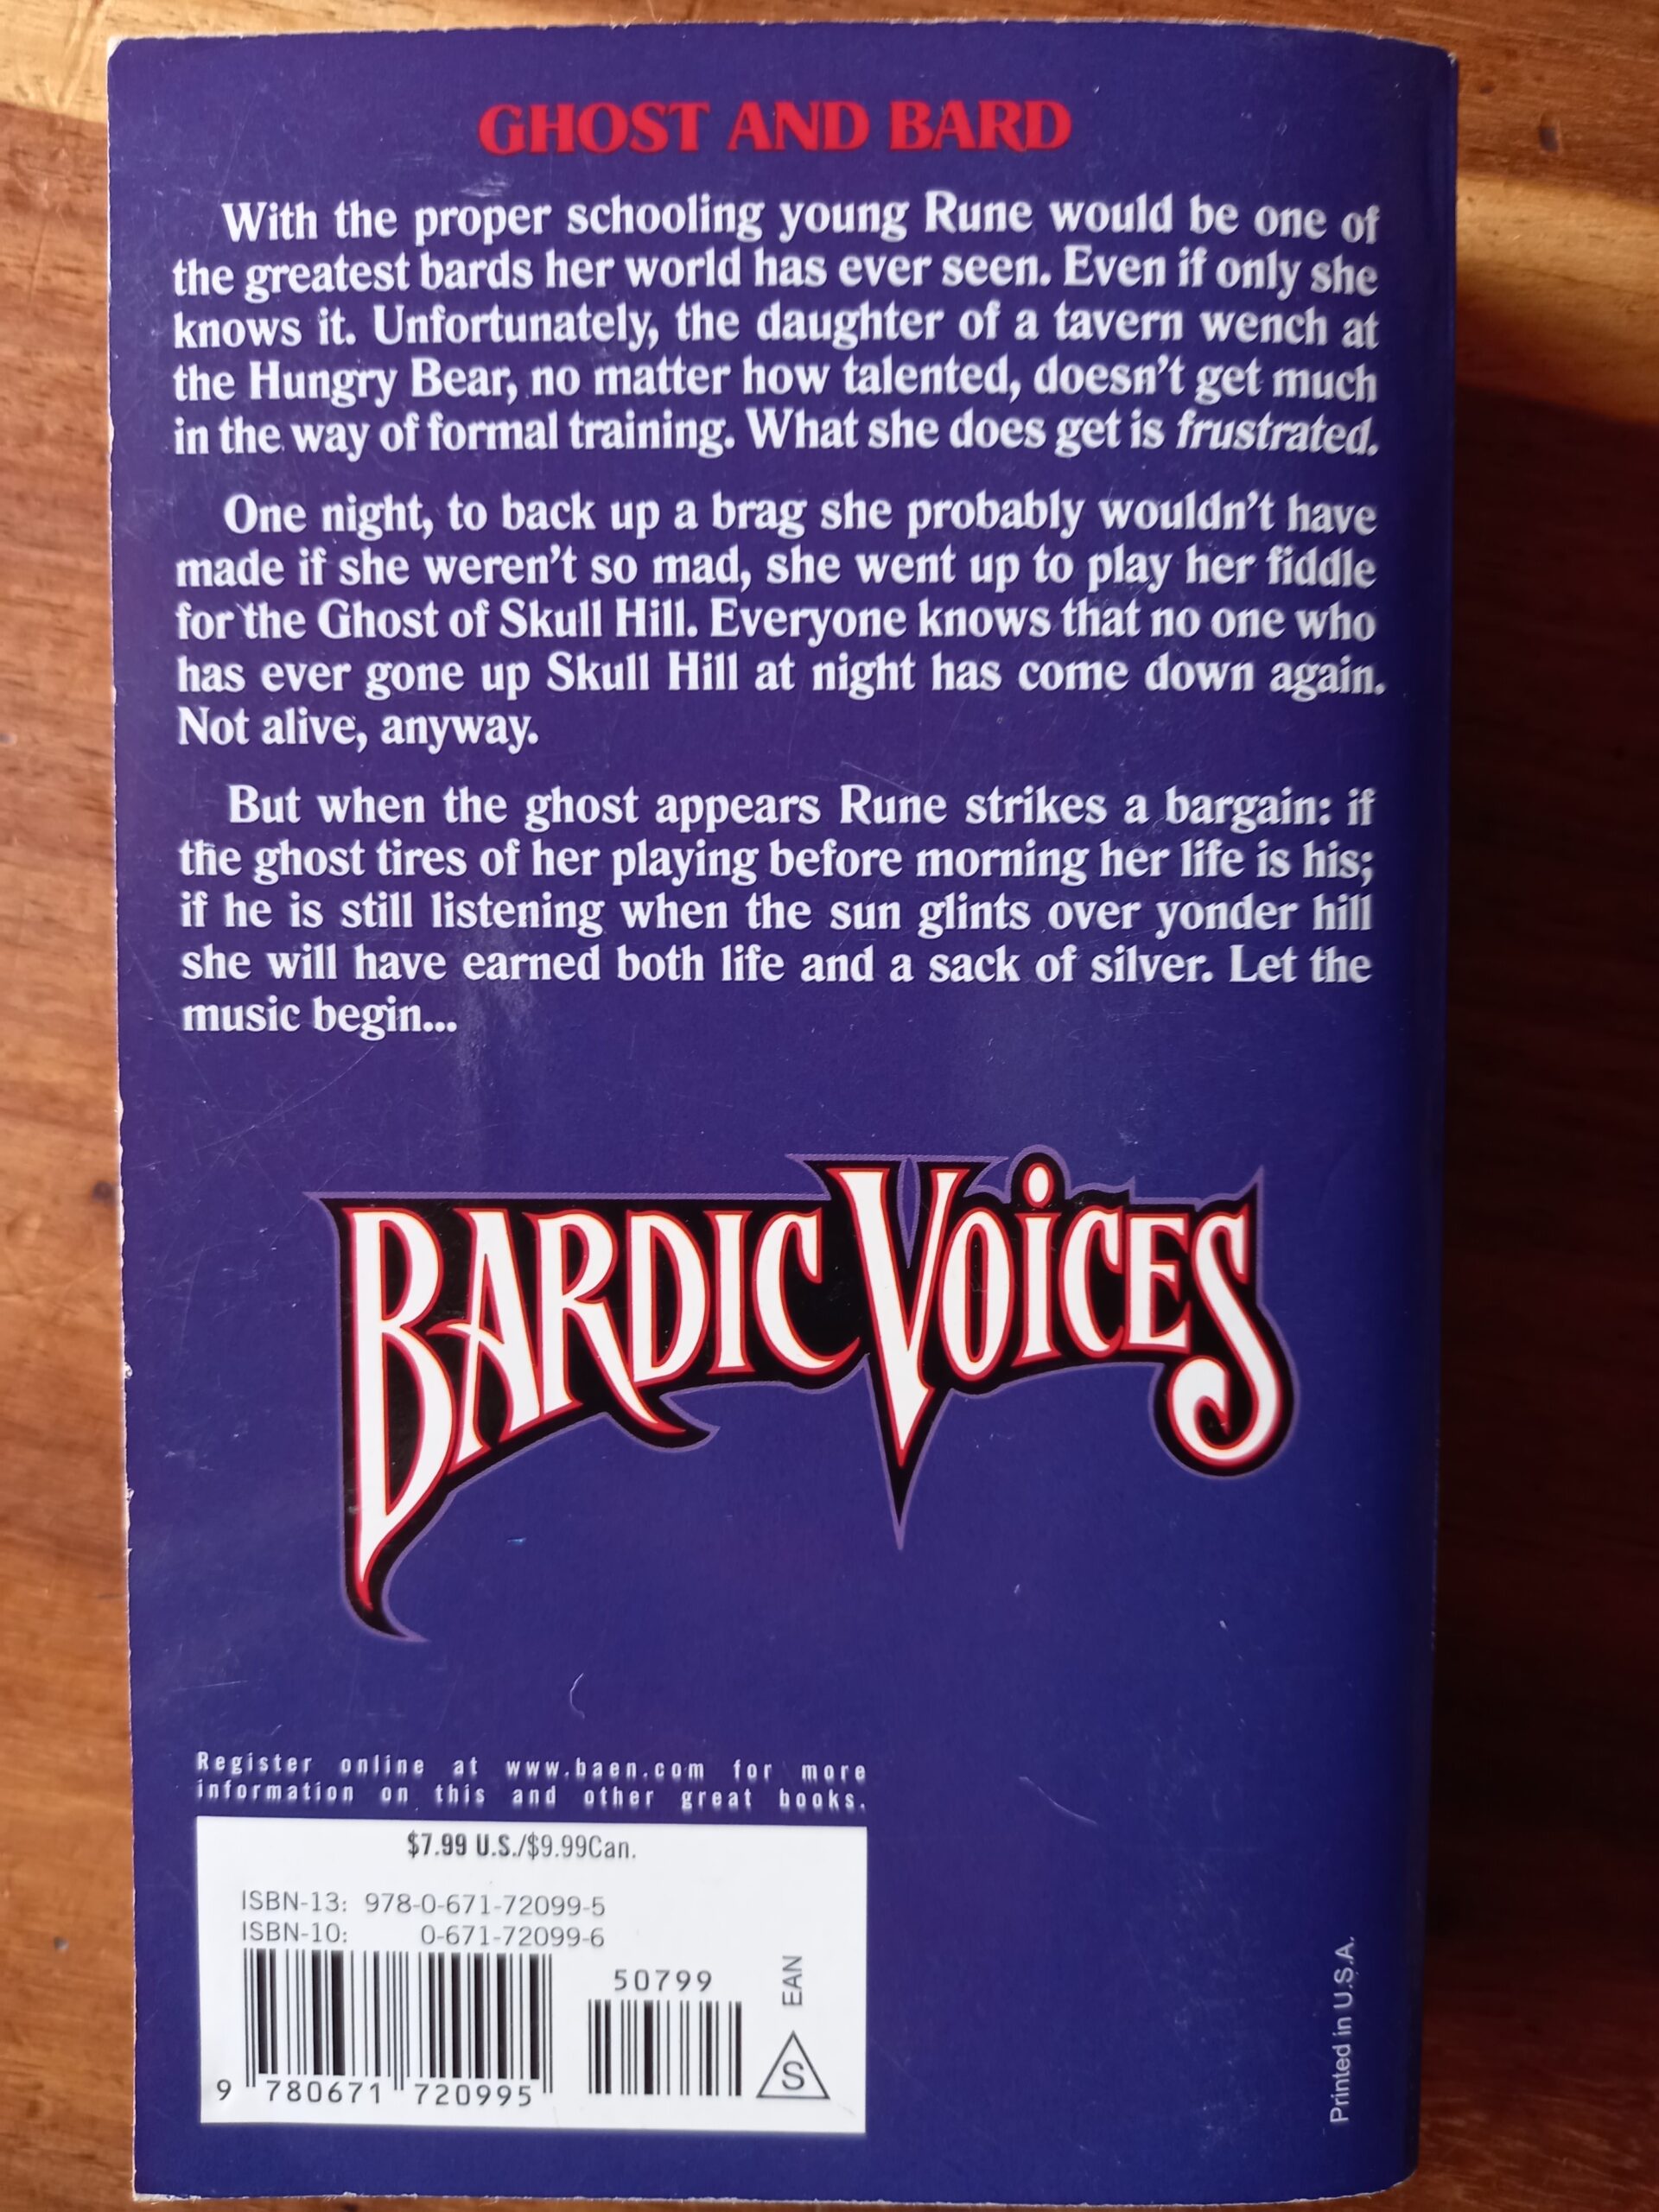 GHOST AND BARD
With the proper schooling young Rune would be one of
the greatest bards her world has ever seen. Even if only she
knows it. Unfortunately, the daughter of a tavern wench at
the Hungry Bear, no matter how talented, doesn't get much
in the way of formal training. What she does get is frustrated.
One night, to back up a brag she probably wouldn't have
made if she weren't so mad, she went up to play her fiddle
for the Ghost of Skull Hill. Everyone knows that no one who
has ever gone up Skull Hill at night has come down again.
Not alive, anyway.
But when the ghost appears Rune strikes a bargain: if
the ghost tires of her playing before morning her life is his;
if he is still listening when the sun glints over yonder hill
she will have earned both life and a sack of silver. Let the
music begin...
BARDIC VOICES
Register online at www.baen.com for more
information on this and other great books.
$7.99 U.S./$9.99Can.
ISBN-13: 978-0-671-72099-5
ISBN-10: 0-671-72099-6
50799
EAN
S
9 780671 720995
Printed in U.S.A.